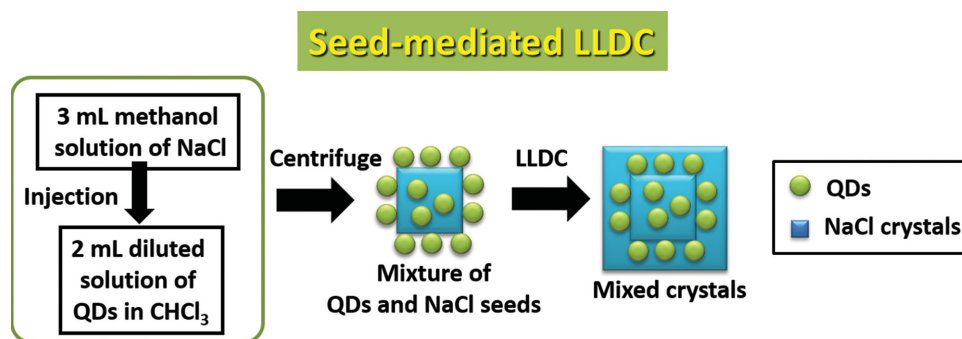 Seed-mediated LLDC
3 mL methanol
solution of NaCl
Injection
2 mL diluted
solution of
QDs in CHCl₃
Centrifuge
Mixture of
QDs and NaCl seeds
LLDC
Mixed crystals
QDs
NaCl crystals